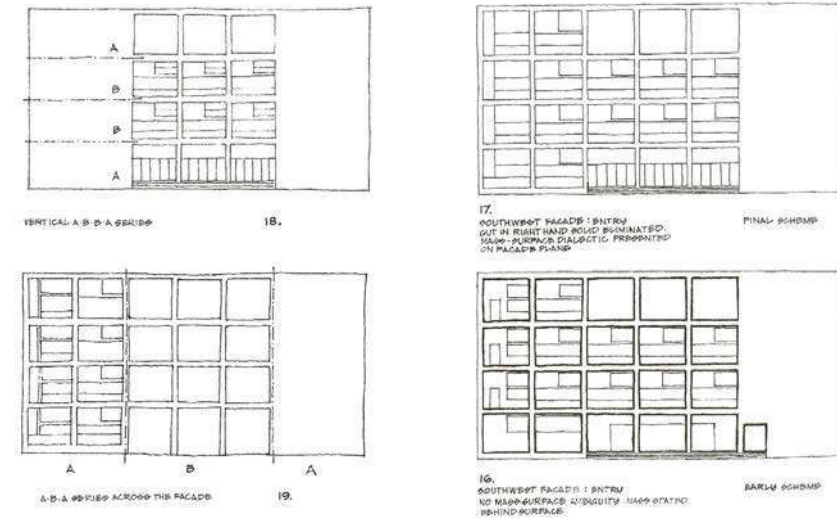 A
B
B
A
VERTICAL A-B-B-A SERIES 18.
17.
SOUTHWEST FACADE : ENTRY FINAL SCHEME
CUT IN RIGHT HAND SOLID ELIMINATED.
MASS-SURFACE DIALECTIC PRESENTED
ON FACADE PLANE
A B A
A-B-A SERIES ACROSS THE FACADE 19.
16.
SOUTHWEST FACADE : ENTRY EARLY SCHEME
NO MASS SURFACE AMBIGUITY MASS STATED
BEHIND SURFACE